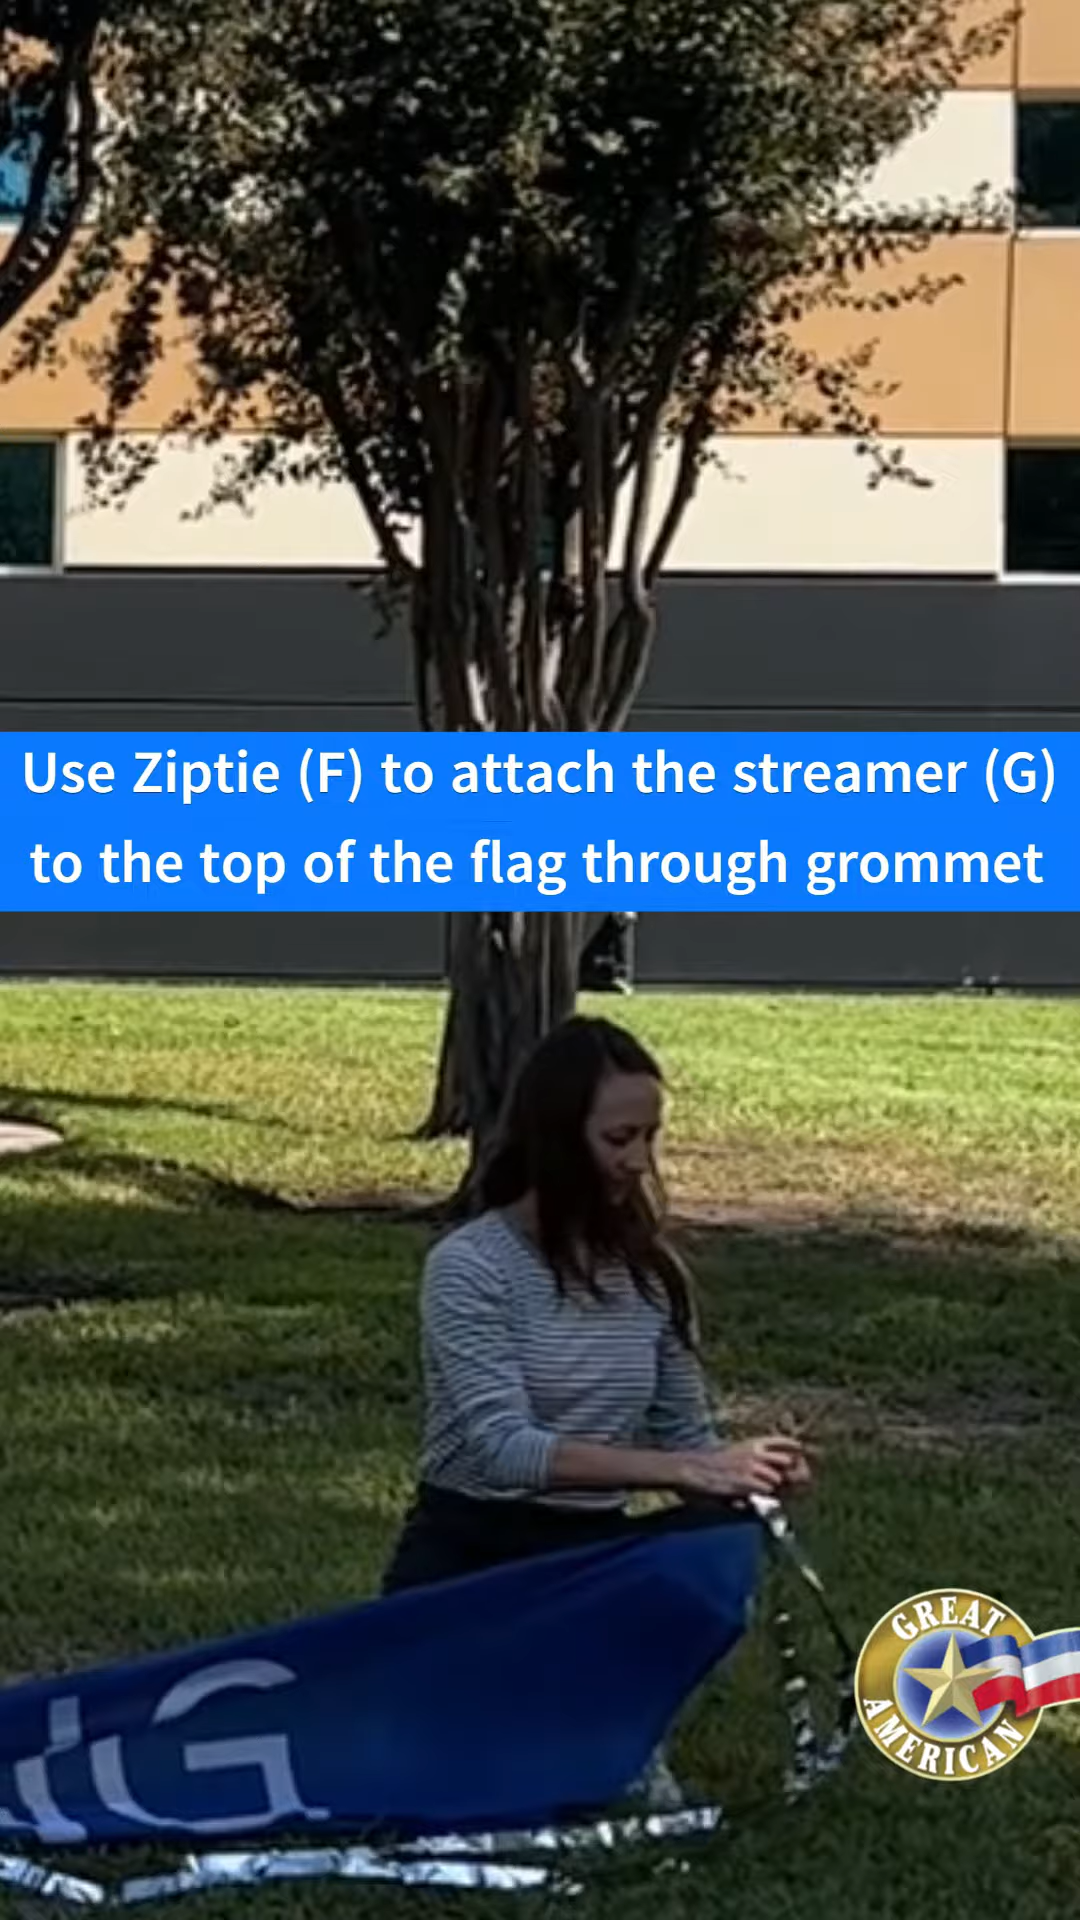 Use Ziptie (F) to attach the streamer (G)
to the top of the flag through grommet
GREAT
AMERICAN